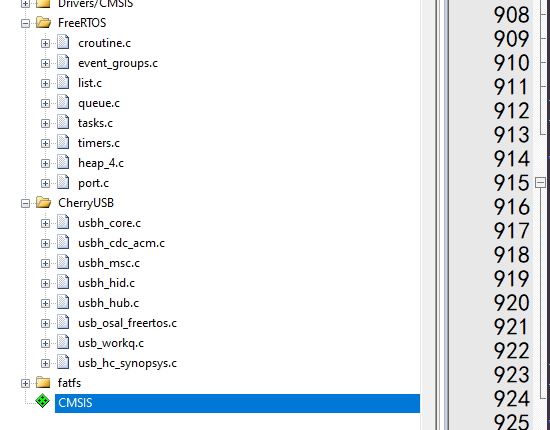 Drivers/CMSIS
FreeRTOS
croutine.c
event_groups.c
list.c
queue.c
tasks.c
timers.c
heap_4.c
port.c
CherryUSB
usbh_core.c
usbh_cdc_acm.c
usbh_msc.c
usbh_hid.c
usbh_hub.c
usb_osal_freertos.c
usb_workq.c
usb_hc_synopsys.c
fatfs
CMSIS
908
909
910
911
912
913
914
915
916
917
918
919
920
921
922
923
924
925